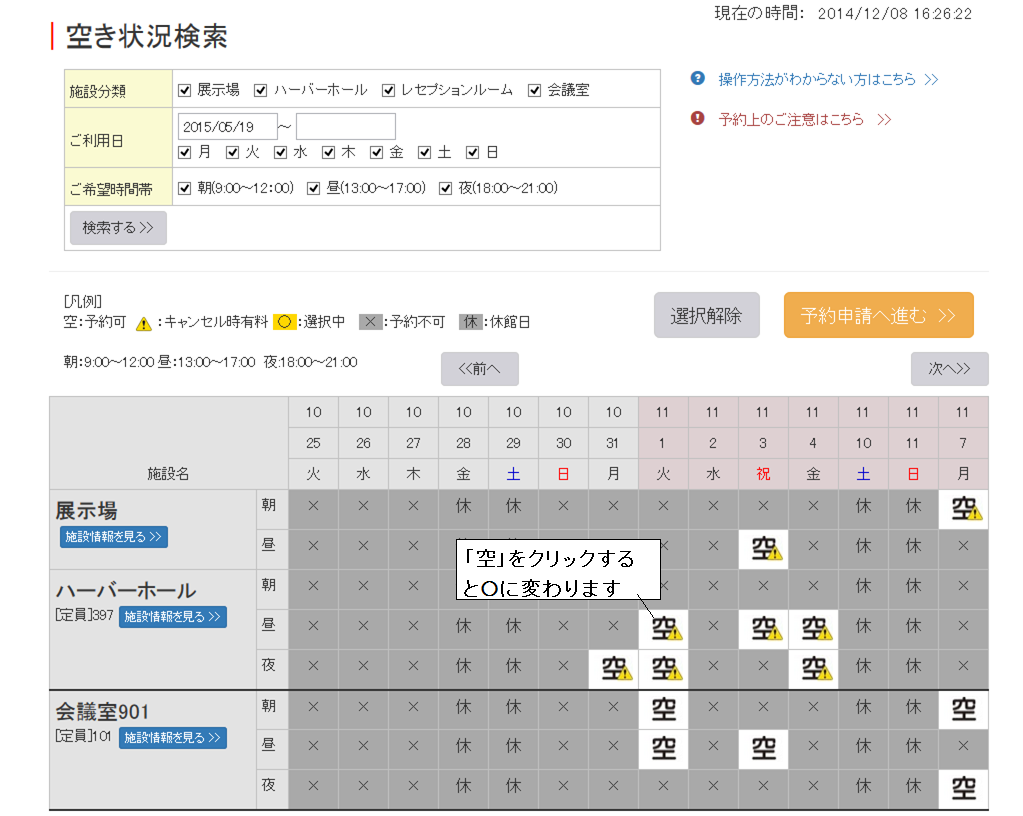 現在の時間: 2014/12/08 16:26:22
空き状況検索
施設分類 展示場 ハーバーホール レセプションルーム 会議室
操作方法がわからない方はこちら >>
ご利用日 2015/05/19 ～
月 火 水 木 金 土 日
予約上のご注意はこちら >>
ご希望時間帯 朝(9:00～12:00) 昼(13:00～17:00) 夜(18:00～21:00)
検索する >>
[凡例]
空:予約可 :キャンセル時有料 ○:選択中 ×:予約不可 休:休館日
選択解除 予約申請へ進む >>
朝:9:00～12:00 昼:13:00～17:00 夜:18:00～21:00
<<前へ 次へ>>
10 10 10 10 10 10 10 11 11 11 11 11 11 11
25 26 27 28 29 30 31 1 2 3 4 10 11 7
施設名 火 水 木 金 土 日 月 火 水 祝 金 土 日 月
展示場 朝 × × × 休 休 × × × × × × 休 休 空
施設情報を見る >>
昼 × × × 休 休 × × 空 × 休 休 ×
「空」をクリックする
と○に変わります
ハーバーホール 朝 × × × × × × × × 休 休 ×
[定員]397 施設情報を見る >>
昼 × × × 休 休 × × 空 × 空 空 休 休 ×
夜 × × × 休 休 × 空 空 × × 空 休 休 ×
会議室901 朝 × × × 休 休 × × 空 × × × 休 休 空
[定員]101 施設情報を見る >>
昼 × × × 休 休 × × 空 × 空 × 休 休 ×
夜 × × × 休 休 × × × × × × 休 休 空